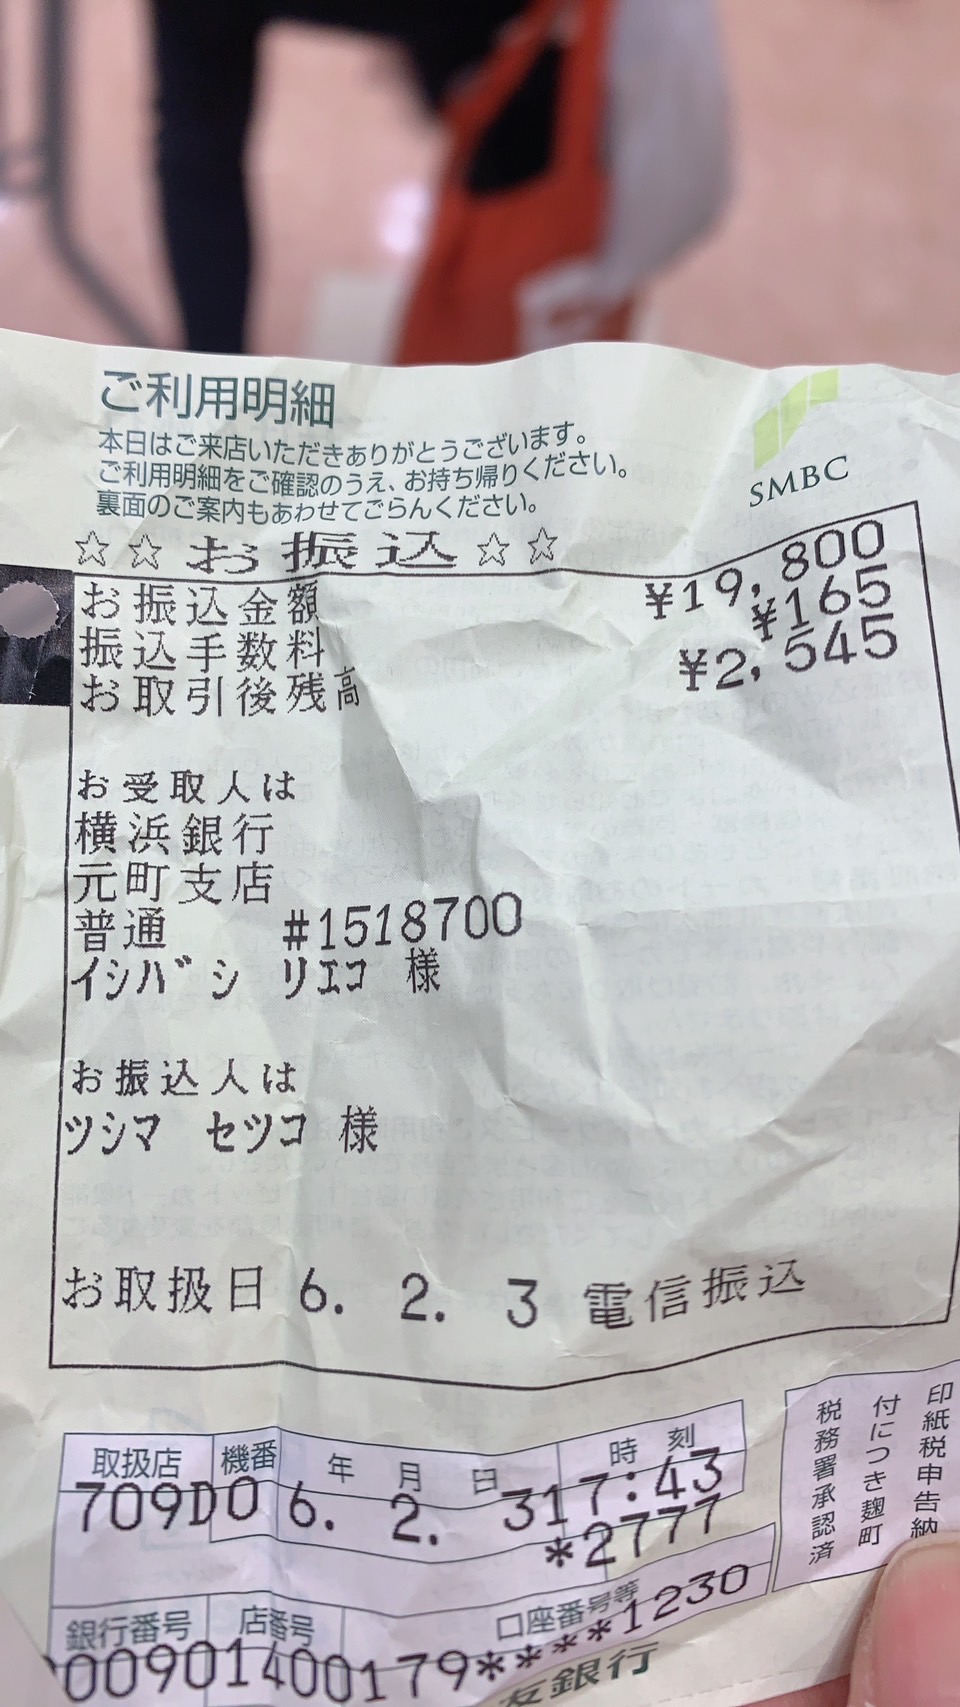 ご利用明細
本日はご来店いただきありがとうございます。
ご利用明細をご確認のうえ、お持ち帰りください。
裏面のご案内もあわせてごらんください。
SMBC
☆ ☆ お 振 込 ☆ ☆
お振込金額 ¥19,800
振込手数料 ¥165
お取引後残高 ¥2,545
お受取人は
横浜銀行
元町支店
普通 #1518700
イシバシ リエコ 様
お振込人は
ツシマ セツコ 様
お取扱日 6. 2. 3 電信振込
取扱店 機番 年 月 日 時 刻
709D0 6. 2. 317:43
*2777
銀行番号 店番号 口座番号等
000901400179****1230
友銀行
印紙税申告納
付につき麹町
税務署承認済